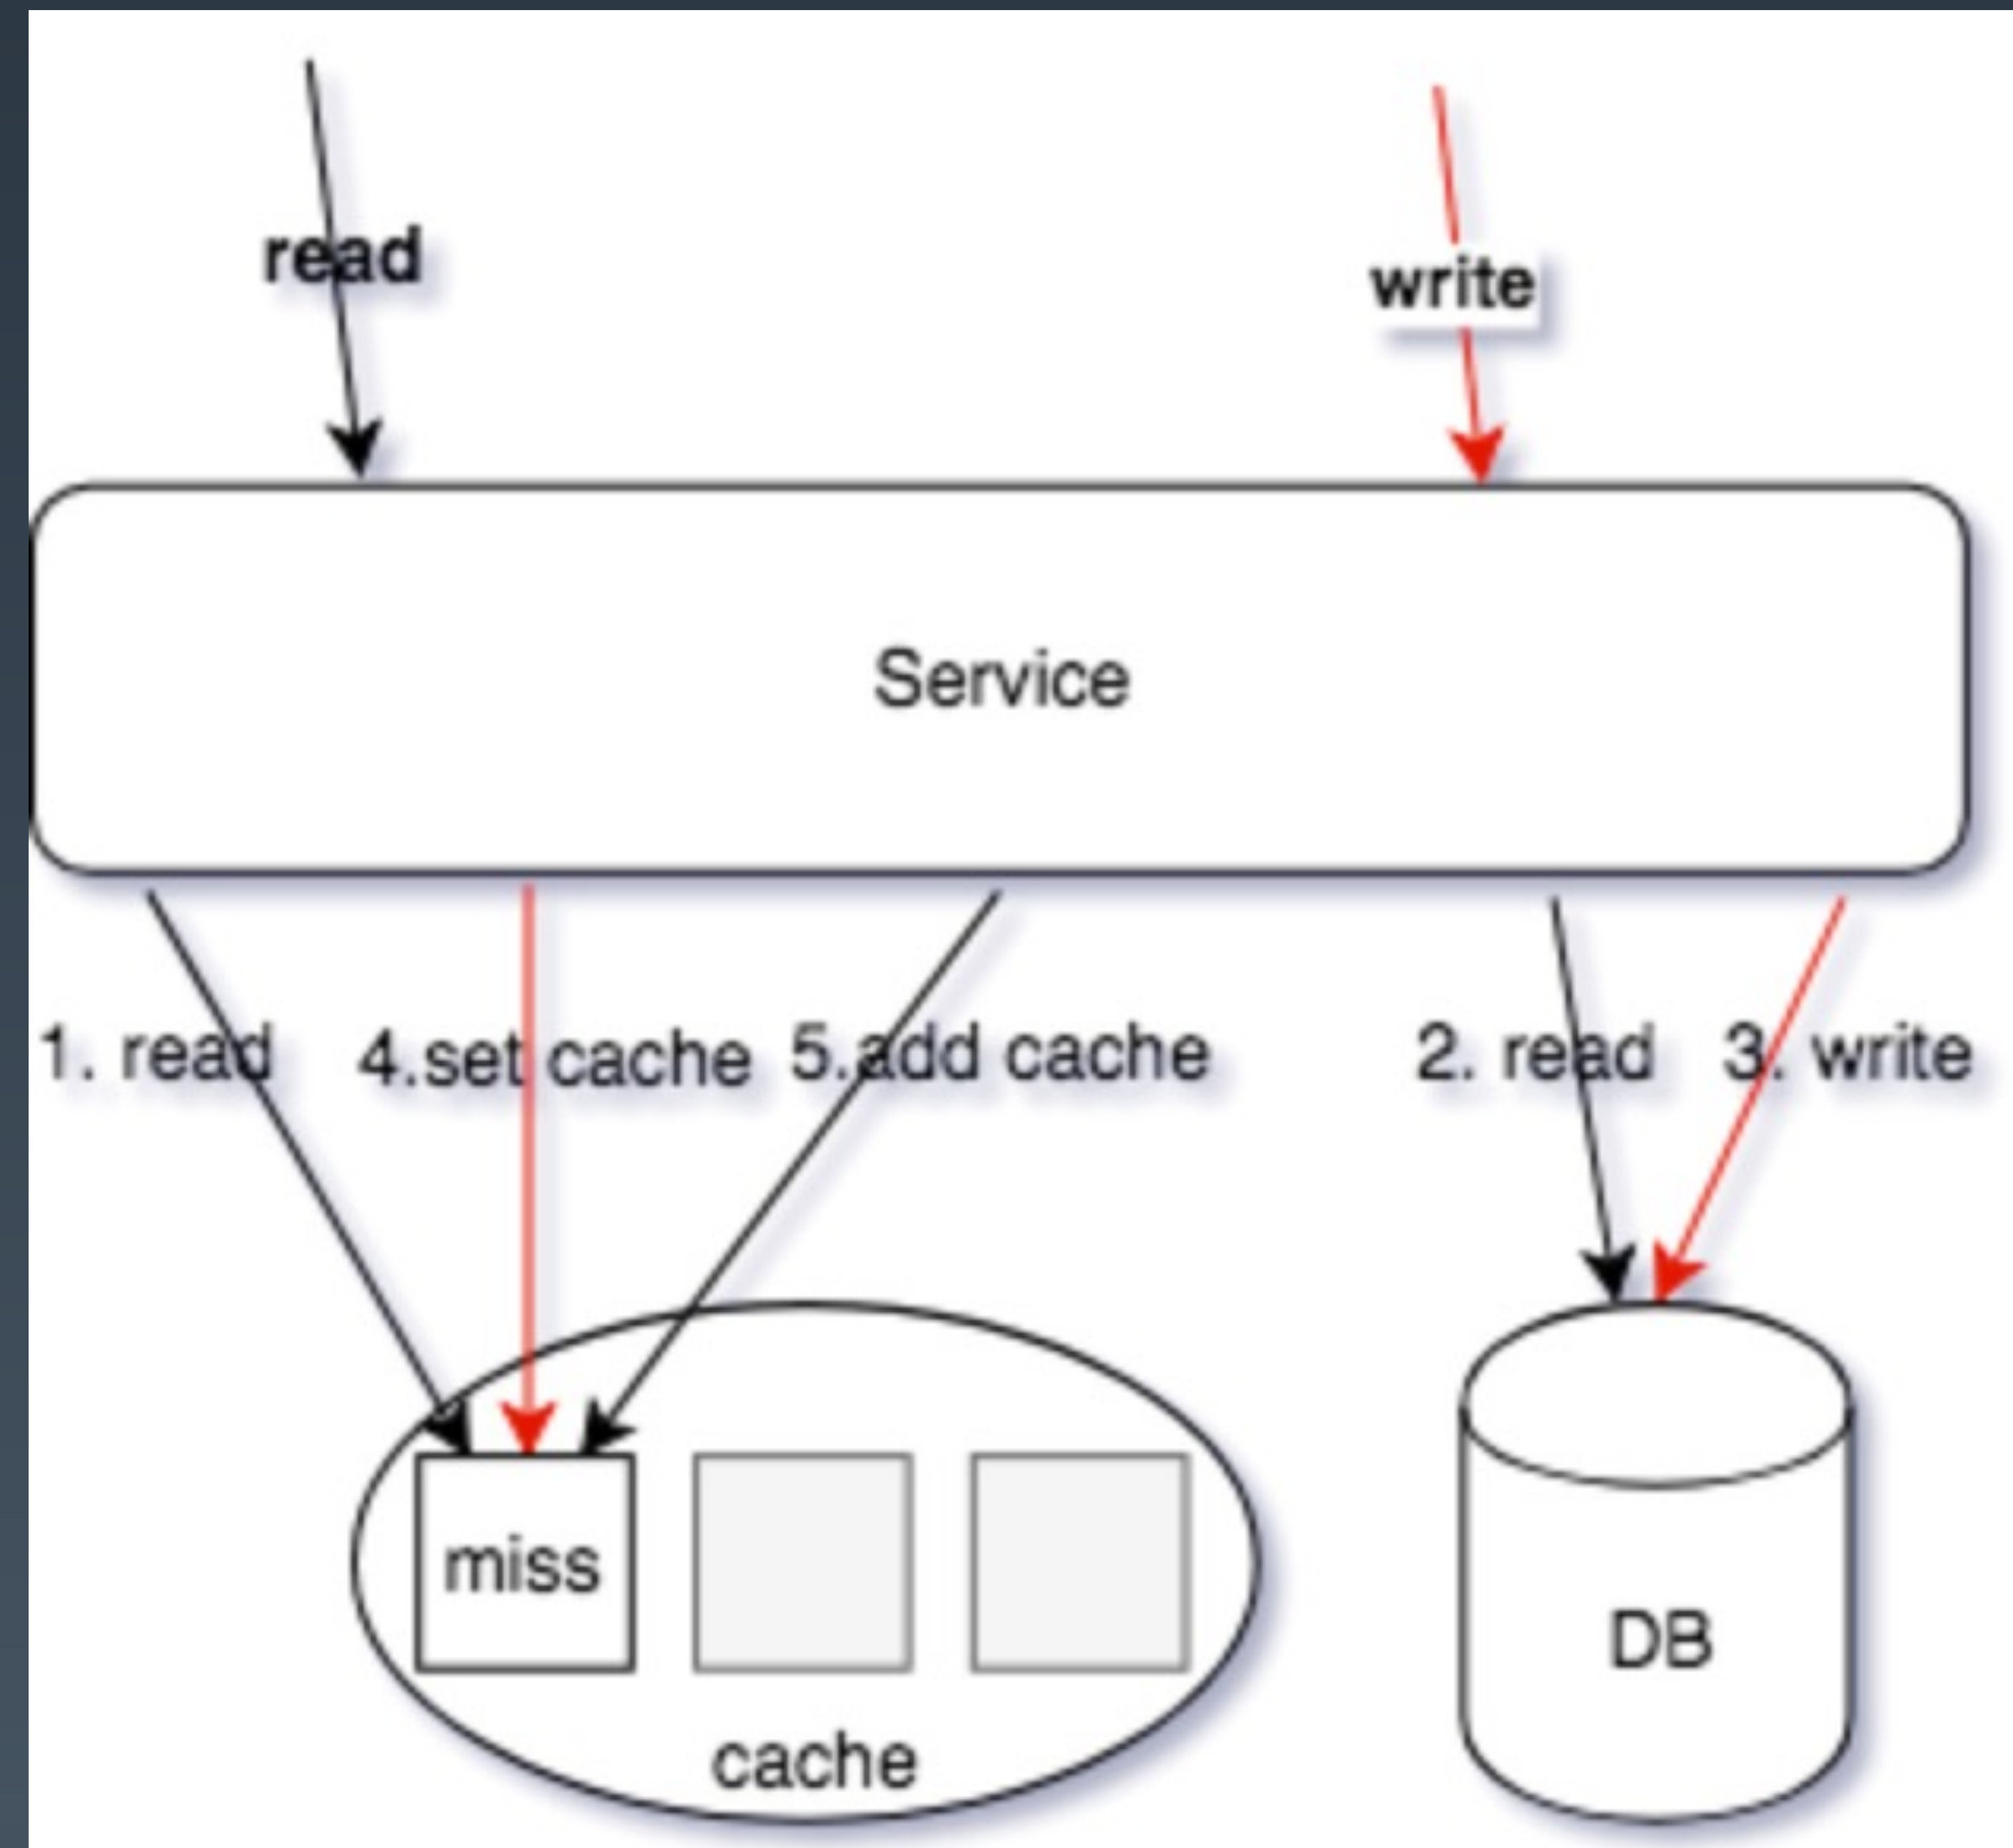 read
write
Service
1. read
4.set cache
5.add cache
2. read
3. write
miss
cache
DB